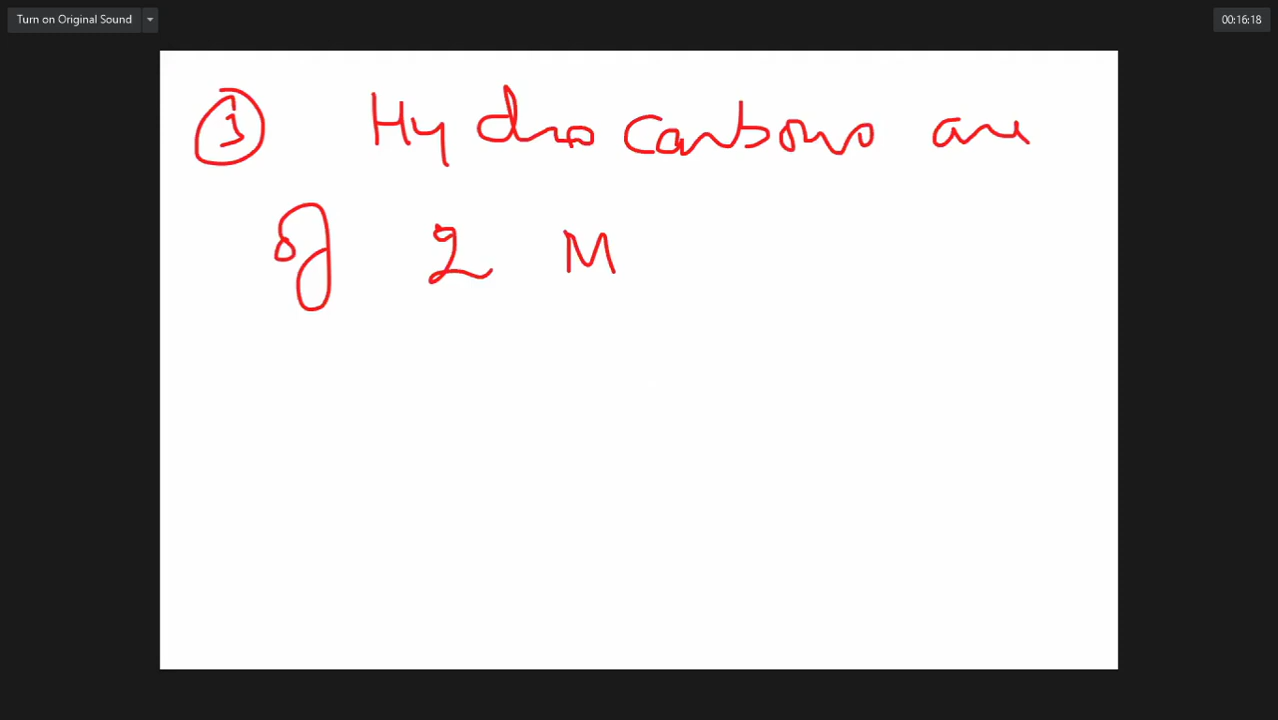 Turn on Original Sound
00:16:18
① Hydrocarbons are
of 2 M